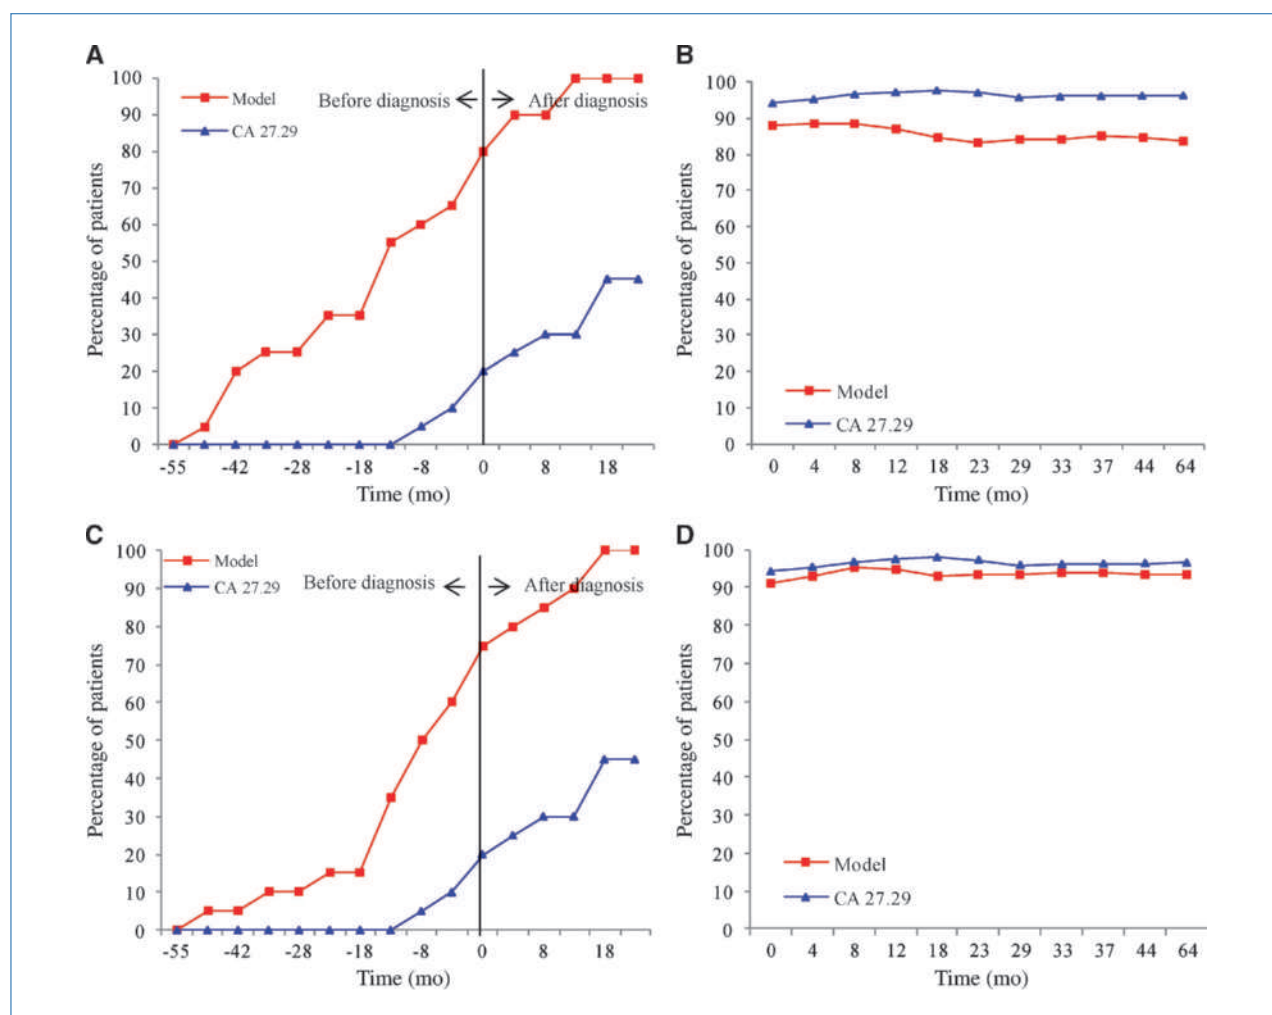 A
100
90
80
70
60
50
40
30
20
10
0
Percentage of patients
Model
CA 27.29
Before diagnosis
After diagnosis
-55 -42 -28 -18 -8 0 8 18
Time (mo)
B
100
90
80
70
60
50
40
30
20
10
0
Percentage of patients
Model
CA 27.29
0 4 8 12 18 23 29 33 37 44 64
Time (mo)
C
100
90
80
70
60
50
40
30
20
10
0
Percentage of patients
Model
CA 27.29
Before diagnosis
After diagnosis
-55 -42 -28 -18 -8 0 8 18
Time (mo)
D
100
90
80
70
60
50
40
30
20
10
0
Percentage of patients
Model
CA 27.29
0 4 8 12 18 23 29 33 37 44 64
Time (mo)